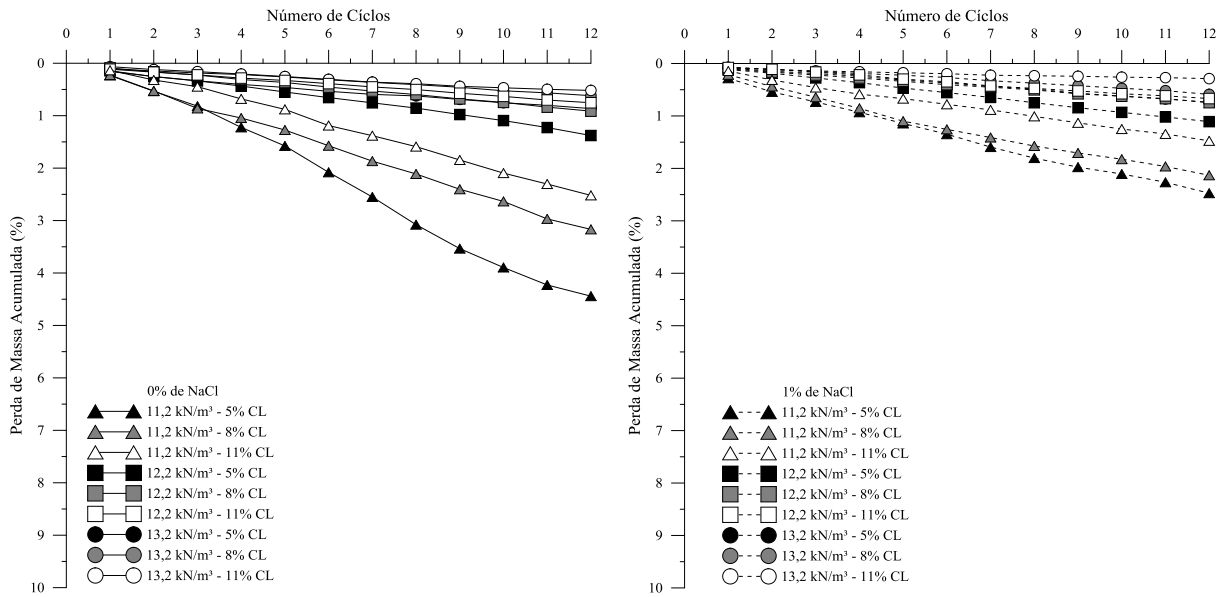 Número de Cíclos
0 1 2 3 4 5 6 7 8 9 10 11 12
0
1
2
3
4
5
6
7
8
9
10
Perda de Massa Acumulada (%)
0% de NaCl
11,2 kN/m³ - 5% CL
11,2 kN/m³ - 8% CL
11,2 kN/m³ - 11% CL
12,2 kN/m³ - 5% CL
12,2 kN/m³ - 8% CL
12,2 kN/m³ - 11% CL
13,2 kN/m³ - 5% CL
13,2 kN/m³ - 8% CL
13,2 kN/m³ - 11% CL
Número de Cíclos
0 1 2 3 4 5 6 7 8 9 10 11 12
0
1
2
3
4
5
6
7
8
9
10
Perda de Massa Acumulada (%)
1% de NaCl
11,2 kN/m³ - 5% CL
11,2 kN/m³ - 8% CL
11,2 kN/m³ - 11% CL
12,2 kN/m³ - 5% CL
12,2 kN/m³ - 8% CL
12,2 kN/m³ - 11% CL
13,2 kN/m³ - 5% CL
13,2 kN/m³ - 8% CL
13,2 kN/m³ - 11% CL